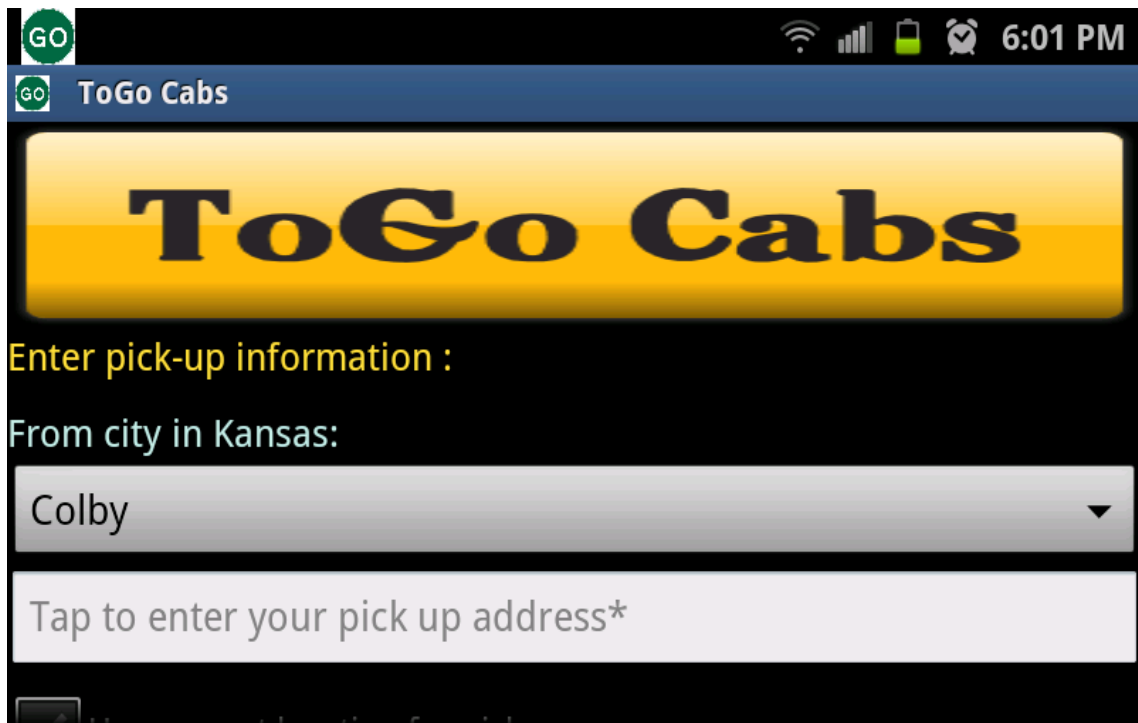 GO 6:01 PM
GO ToGo Cabs
ToGo Cabs
Enter pick-up information :
From city in Kansas:
Colby
Tap to enter your pick up address*